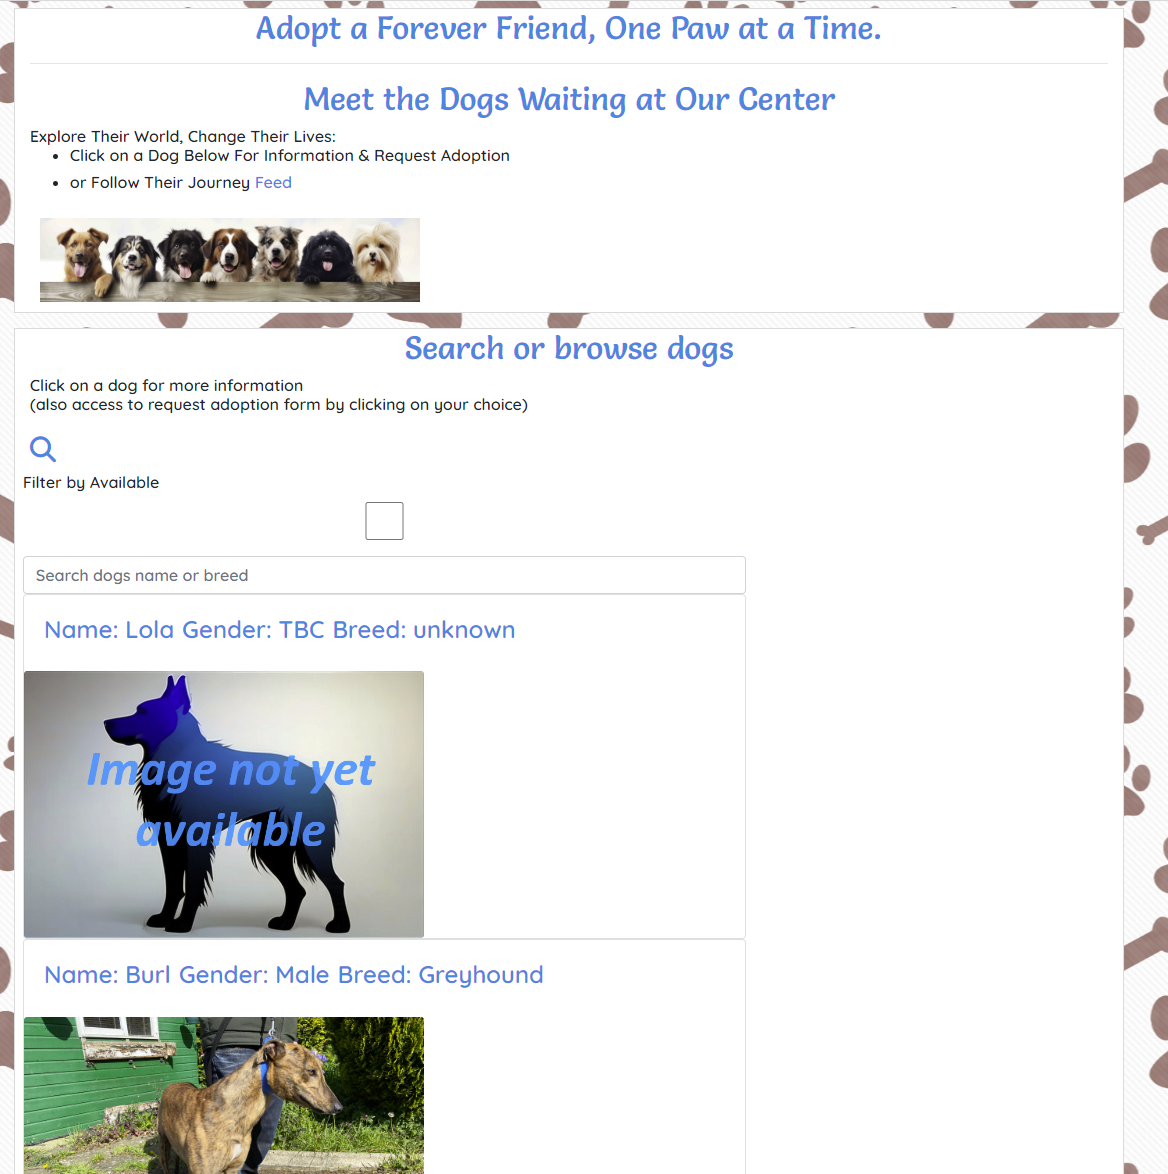 Adopt a Forever Friend, One Paw at a Time.
Meet the Dogs Waiting at Our Center
Explore Their World, Change Their Lives:
• Click on a Dog Below For Information & Request Adoption
• or Follow Their Journey Feed
Search or browse dogs
Click on a dog for more information
(also access to request adoption form by clicking on your choice)
Filter by Available
Search dogs name or breed
Name: Lola Gender: TBC Breed: unknown
Image not yet
available
Name: Burl Gender: Male Breed: Greyhound